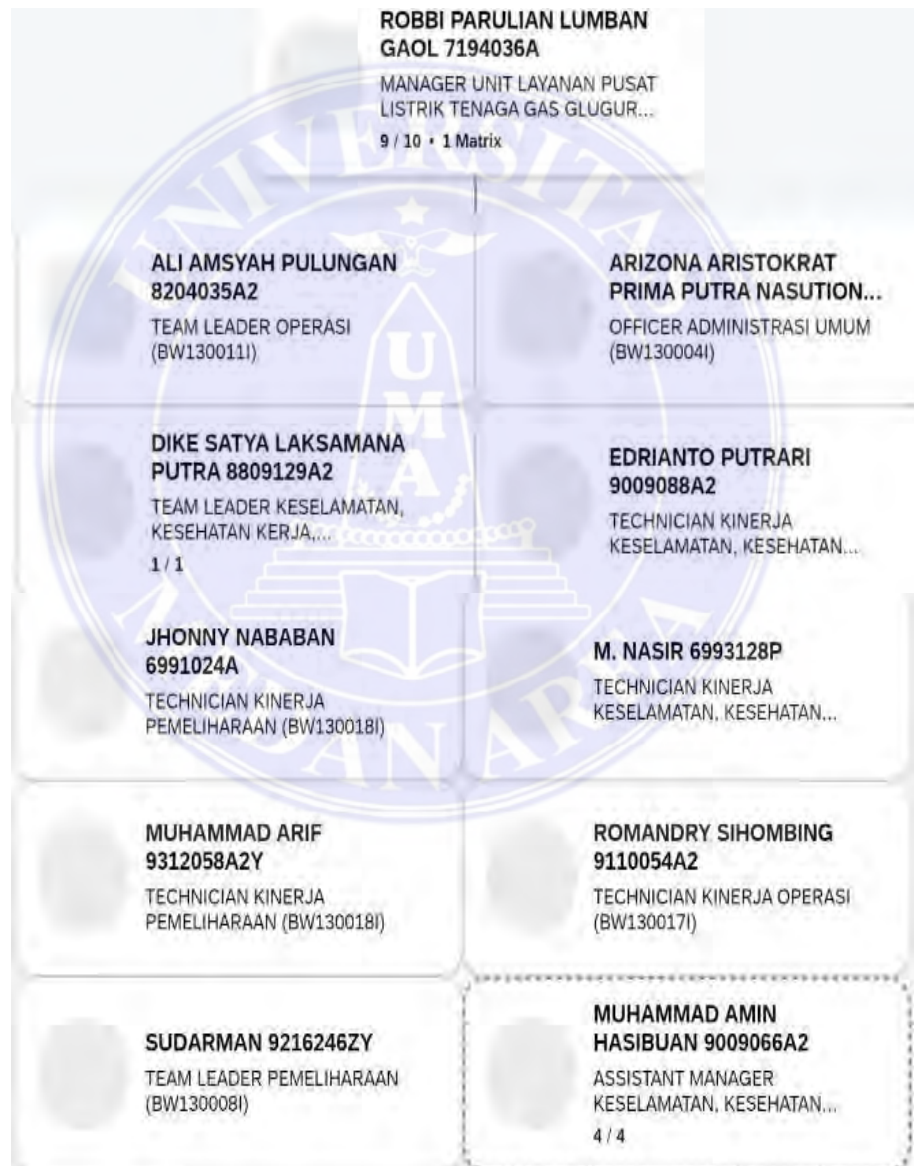 ROBBI PARULIAN LUMBAN
GAOL 7194036A
MANAGER UNIT LAYANAN PUSAT
LISTRIK TENAGA GAS GLUGUR...
9 / 10 • 1 Matrix
ALI AMSYAH PULUNGAN
8204035A2
TEAM LEADER OPERASI
(BW130011I)
ARIZONA ARISTOKRAT
PRIMA PUTRA NASUTION...
OFFICER ADMINISTRASI UMUM
(BW130004I)
DIKE SATYA LAKSAMANA
PUTRA 8809129A2
TEAM LEADER KESELAMATAN,
KESEHATAN KERJA,...
1 / 1
EDRIANTO PUTRARI
9009088A2
TECHNICIAN KINERJA
KESELAMATAN, KESEHATAN...
JHONNY NABABAN
6991024A
TECHNICIAN KINERJA
PEMELIHARAAN (BW130018I)
M. NASIR 6993128P
TECHNICIAN KINERJA
KESELAMATAN, KESEHATAN...
MUHAMMAD ARIF
9312058A2Y
TECHNICIAN KINERJA
PEMELIHARAAN (BW130018I)
ROMANDRY SIHOMBING
9110054A2
TECHNICIAN KINERJA OPERASI
(BW130017I)
SUDARMAN 9216246ZY
TEAM LEADER PEMELIHARAAN
(BW130008I)
MUHAMMAD AMIN
HASIBUAN 9009066A2
ASSISTANT MANAGER
KESELAMATAN, KESEHATAN...
4 / 4
UNIVERSITAS
MEDAN AREA
UMA